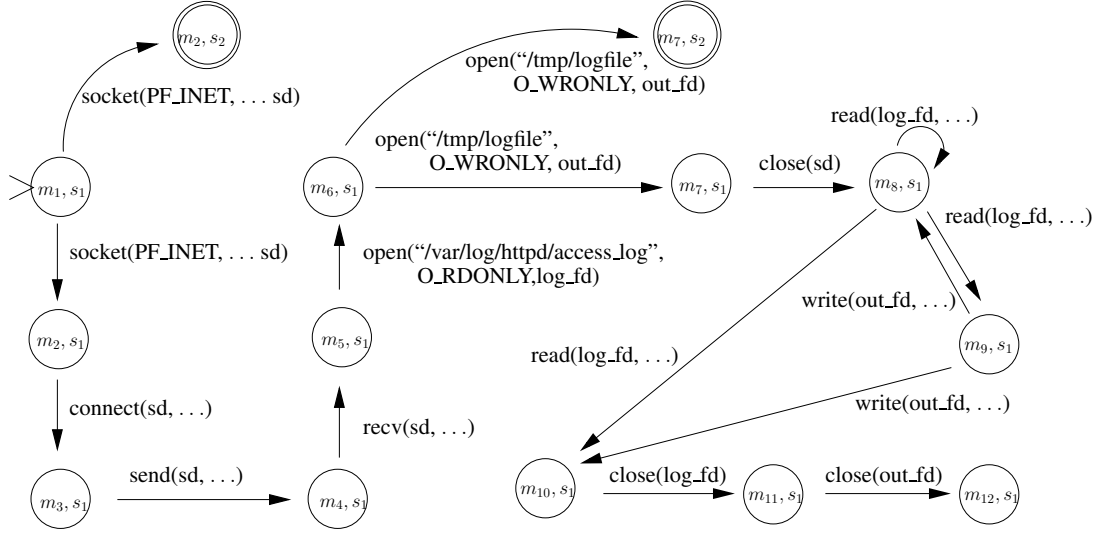 m₂, s₂
m₇, s₂
socket(PF_INET, . . . sd)
open(“/tmp/logfile”,
O_WRONLY, out_fd)
open(“/tmp/logfile”,
O_WRONLY, out_fd)
read(log_fd, . . .)
close(sd)
m₁, s₁
m₆, s₁
m₇, s₁
m₈, s₁
socket(PF_INET, . . . sd)
open(“/var/log/httpd/access_log”,
O_RDONLY,log_fd)
read(log_fd, . . .)
write(out_fd, . . .)
m₂, s₁
m₅, s₁
m₉, s₁
read(log_fd, . . .)
connect(sd, . . .)
recv(sd, . . .)
write(out_fd, . . .)
m₃, s₁
send(sd, . . .)
m₄, s₁
m₁₀, s₁
close(log_fd)
m₁₁, s₁
close(out_fd)
m₁₂, s₁